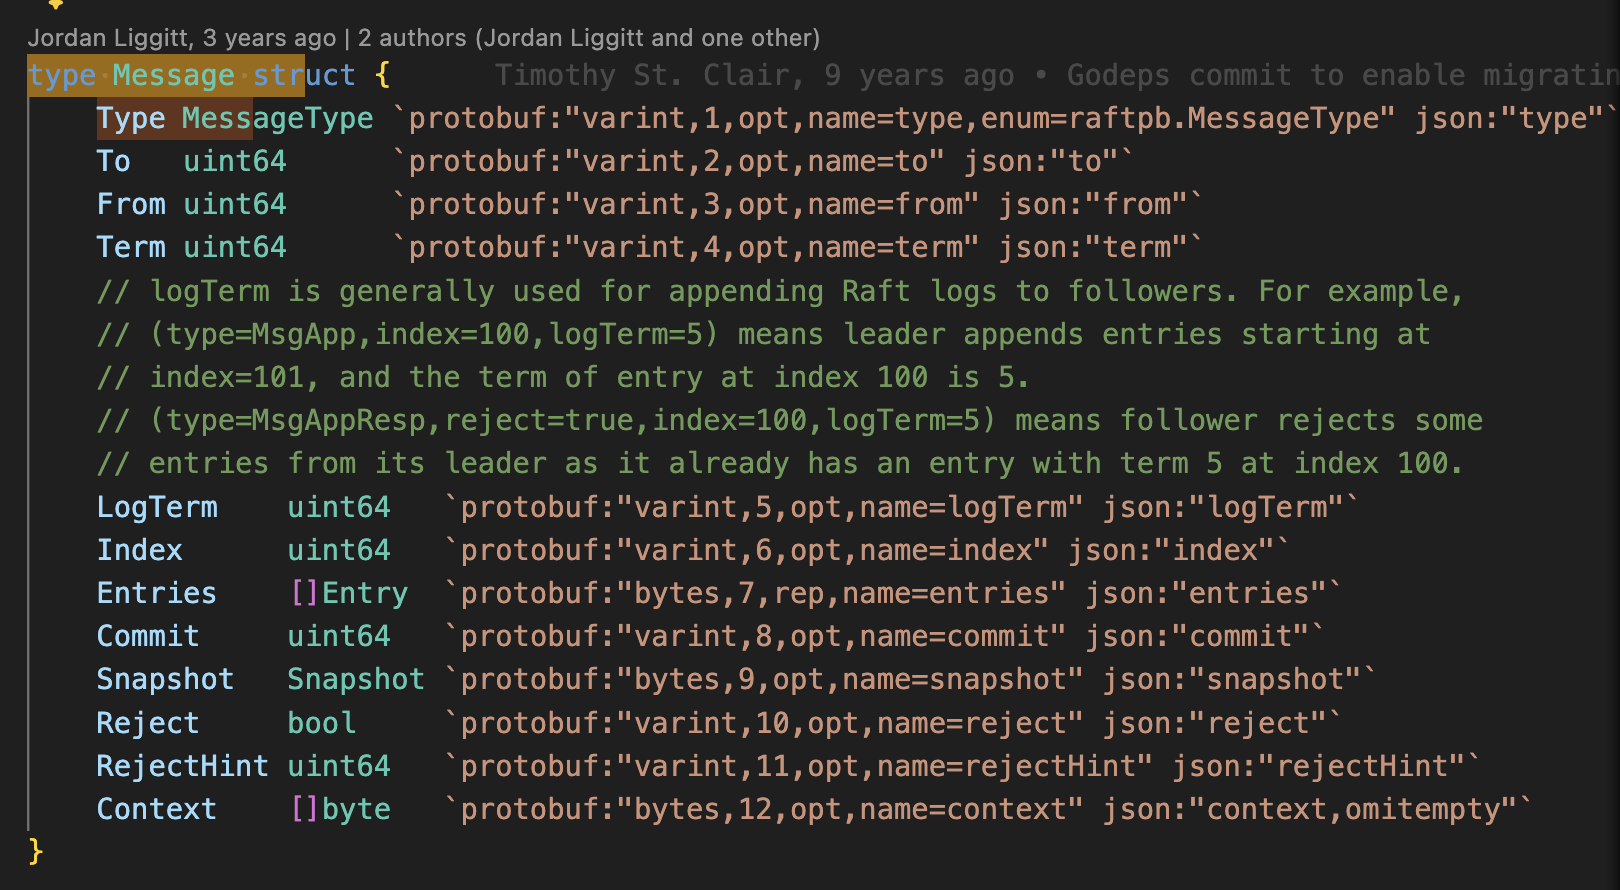 Jordan Liggitt, 3 years ago | 2 authors (Jordan Liggitt and one other)
type Message struct {     Timothy St. Clair, 9 years ago • Godeps commit to enable migratin
    Type MessageType `protobuf:"varint,1,opt,name=type,enum=raftpb.MessageType" json:"type"`
    To   uint64      `protobuf:"varint,2,opt,name=to" json:"to"`
    From uint64      `protobuf:"varint,3,opt,name=from" json:"from"`
    Term uint64      `protobuf:"varint,4,opt,name=term" json:"term"`
    // logTerm is generally used for appending Raft logs to followers. For example,
    // (type=MsgApp,index=100,logTerm=5) means leader appends entries starting at
    // index=101, and the term of entry at index 100 is 5.
    // (type=MsgAppResp,reject=true,index=100,logTerm=5) means follower rejects some
    // entries from its leader as it already has an entry with term 5 at index 100.
    LogTerm    uint64   `protobuf:"varint,5,opt,name=logTerm" json:"logTerm"`
    Index      uint64   `protobuf:"varint,6,opt,name=index" json:"index"`
    Entries    []Entry  `protobuf:"bytes,7,rep,name=entries" json:"entries"`
    Commit     uint64   `protobuf:"varint,8,opt,name=commit" json:"commit"`
    Snapshot   Snapshot `protobuf:"bytes,9,opt,name=snapshot" json:"snapshot"`
    Reject     bool     `protobuf:"varint,10,opt,name=reject" json:"reject"`
    RejectHint uint64   `protobuf:"varint,11,opt,name=rejectHint" json:"rejectHint"`
    Context    []byte   `protobuf:"bytes,12,opt,name=context" json:"context,omitempty"`
}